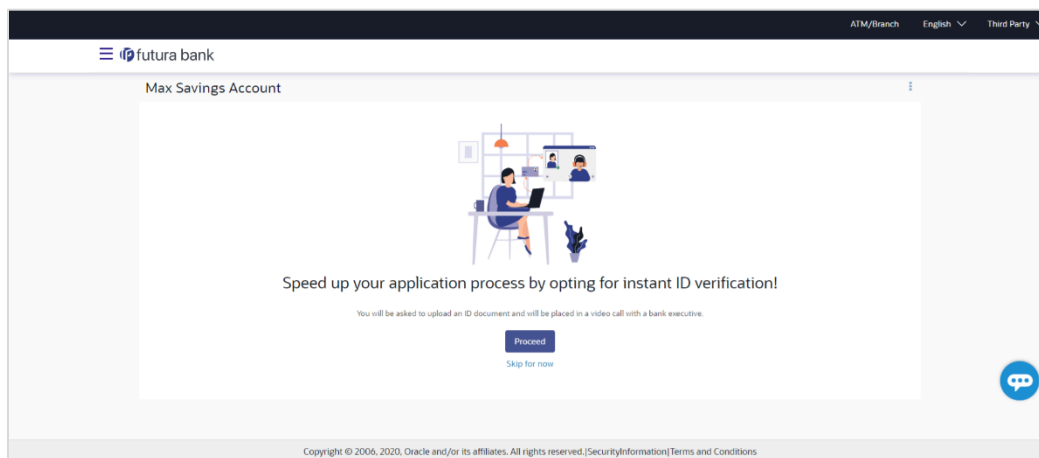 ATM/Branch English Third Party
futura bank
Max Savings Account
Speed up your application process by opting for instant ID verification!
You will be asked to upload an ID document and will be placed in a video call with a bank executive.
Proceed
Skip for now
Copyright © 2006, 2020, Oracle and/or its affiliates. All rights reserved.|SecurityInformation|Terms and Conditions